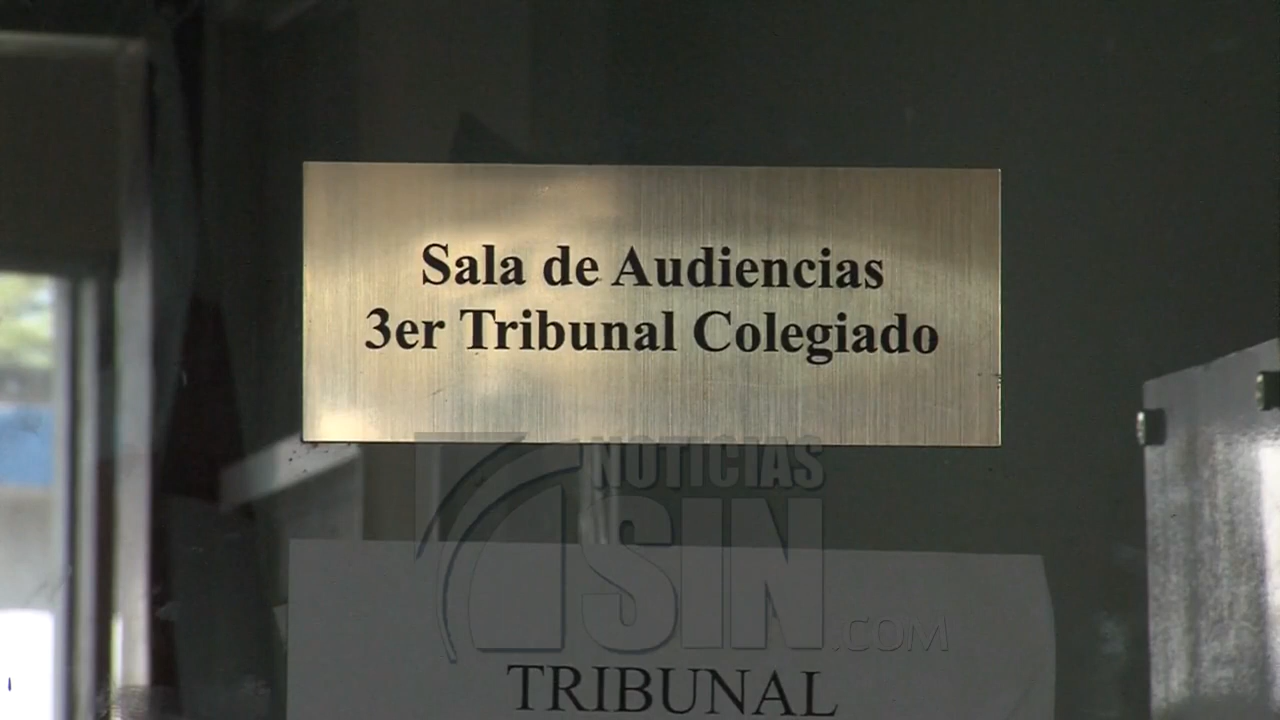 Sala de Audiencias
3er Tribunal Colegiado
NOTICIAS
SIN
.COM
TRIBUNAL